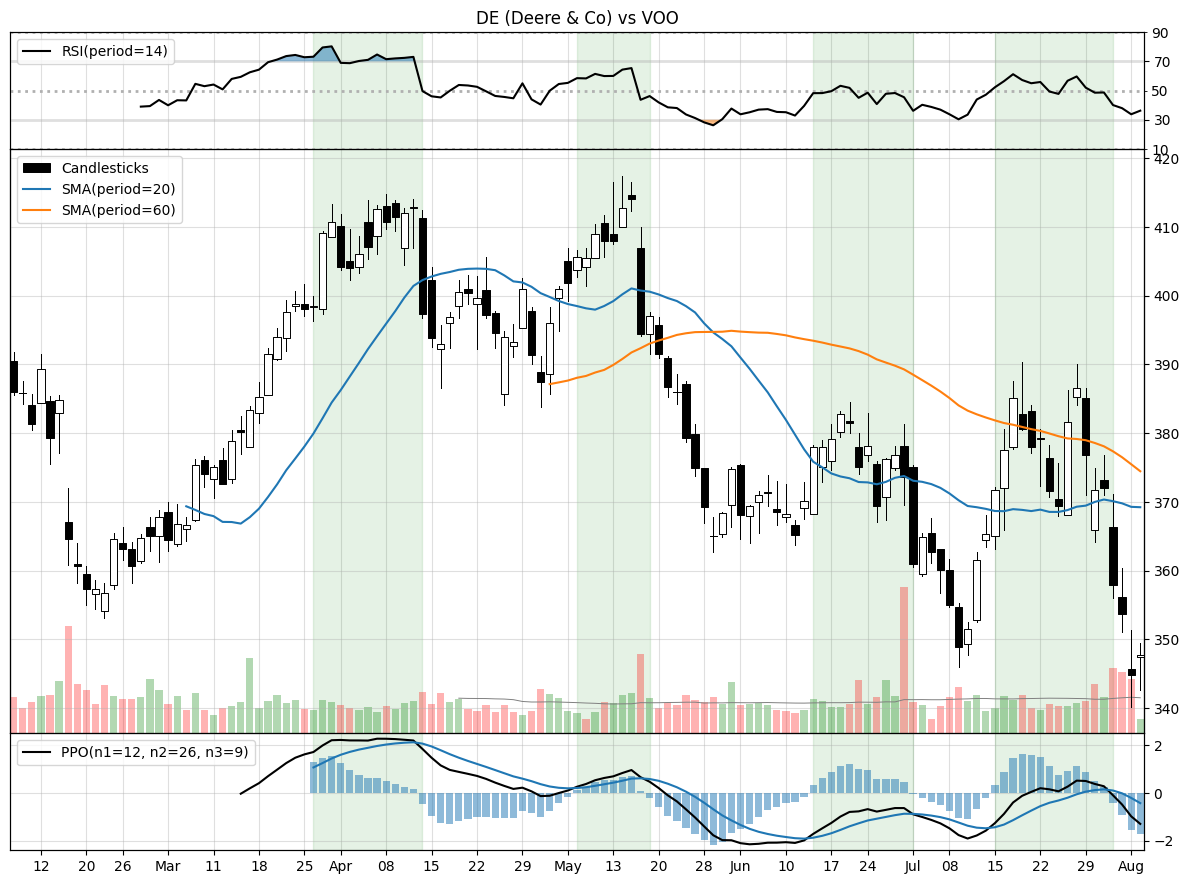 DE (Deere & Co) vs VOO
RSI(period=14)
90
70
50
30
10
Candlesticks
SMA(period=20)
SMA(period=60)
420
410
400
390
380
370
360
350
340
PPO(n1=12, n2=26, n3=9)
2
0
−2
12 20 26 Mar 11 18 25 Apr 08 15 22 29 May 13 20 28 Jun 10 17 24 Jul 08 15 22 29 Aug